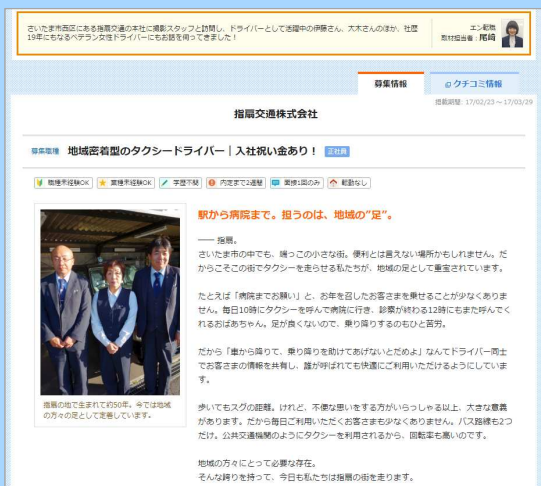 さいたま市西区にある指扇交通の本社に撮影スタッフと訪問し、ドライバーとして活躍中の伊藤さん、大木さんのほか、社歴
19年にもなるベテラン女性ドライバーにもお話を伺ってきました！
エン転職
取材担当者：尾崎
募集情報
クチコミ情報
掲載期間: 17/02/23 ～ 17/03/29
指扇交通株式会社
募集職種 地域密着型のタクシードライバー｜入社祝い金あり！ 正社員
職種未経験OK 業種未経験OK 学歴不問 内定まで2週間 面接1回のみ 転勤なし
駅から病院まで。担うのは、地域の“足”。
―― 指扇。
さいたま市の中でも、端っこの小さな街。便利とは言えない場所かもしれません。だ
からこそこの街でタクシーを走らせる私たちが、地域の足として重宝されています。
たとえば「病院までお願い」と、お年を召したお客さまを乗せることが少なくありま
せん。毎日10時にタクシーを呼んで病院に行き、診察が終わる12時にもまた呼んでく
れるおばあちゃん。足が良くないので、乗り降りするのもひと苦労。
だから「車から降りて、乗り降りを助けてあげないとだめよ」なんてドライバー同士
でお客さまの情報を共有し、誰が呼ばれても快適にご利用いただけるようにしていま
す。
歩いてもスグの距離。けれど、不便な思いをする方がいらっしゃる以上、大きな意義
があります。だから毎日ご利用いただくお客さまも少なくありません。バス路線も2つ
だけ。公共交通機関のようにタクシーを利用されるから、回転率も高いのです。
地域の方々にとって必要な存在。
そんな誇りを持って、今日も私たちは指扇の街を走ります。
指扇の地で生まれて約50年。今では地域
の方々の足として定着しています。